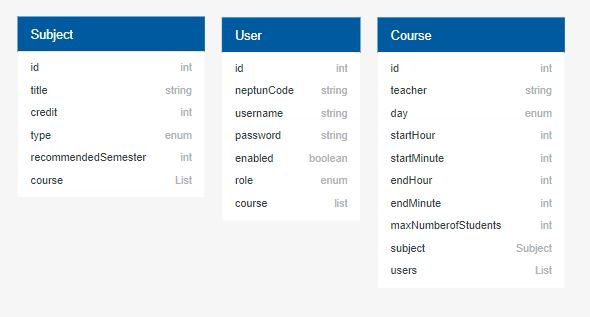 Subject
id int
title string
credit int
type enum
recommendedSemester int
course List
User
id int
neptunCode string
username string
password string
enabled boolean
role enum
course list
Course
id int
teacher string
day enum
startHour int
startMinute int
endHour int
endMinute int
maxNumberofStudents int
subject Subject
users List